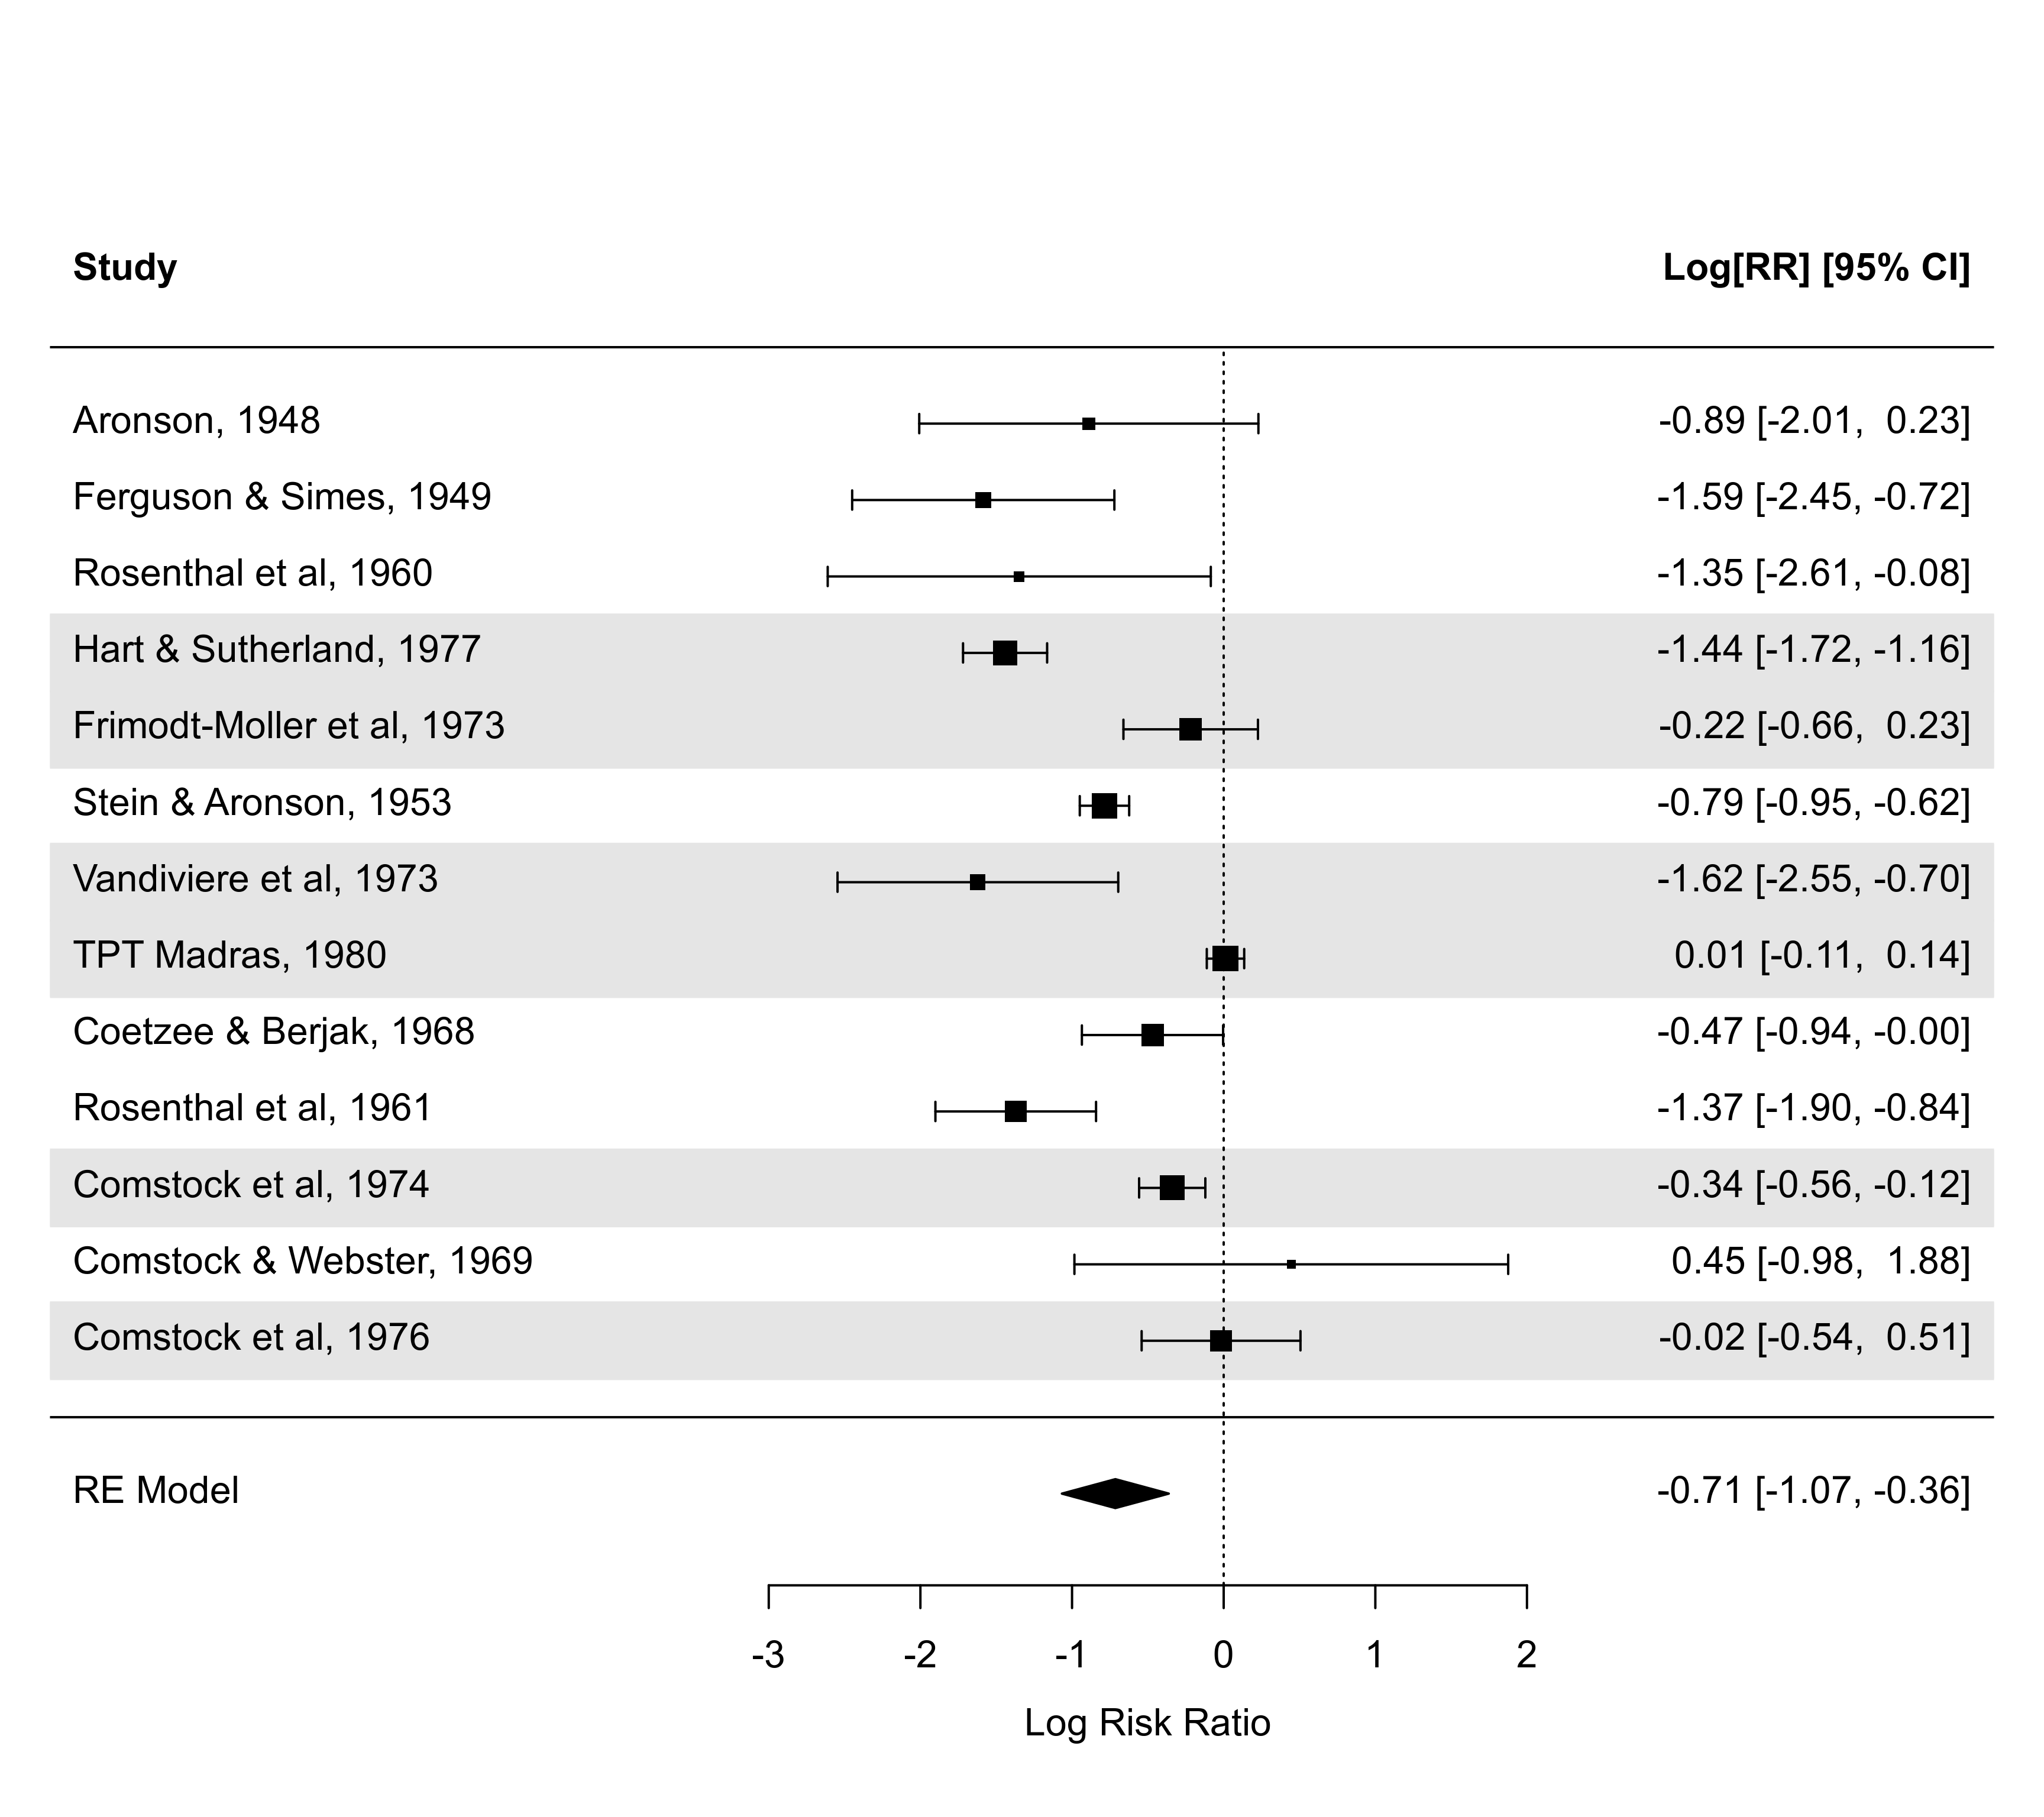 Study Log[RR] [95% CI]
Aronson, 1948 -0.89 [-2.01, 0.23]
Ferguson & Simes, 1949 -1.59 [-2.45, -0.72]
Rosenthal et al, 1960 -1.35 [-2.61, -0.08]
Hart & Sutherland, 1977 -1.44 [-1.72, -1.16]
Frimodt-Moller et al, 1973 -0.22 [-0.66, 0.23]
Stein & Aronson, 1953 -0.79 [-0.95, -0.62]
Vandiviere et al, 1973 -1.62 [-2.55, -0.70]
TPT Madras, 1980 0.01 [-0.11, 0.14]
Coetzee & Berjak, 1968 -0.47 [-0.94, -0.00]
Rosenthal et al, 1961 -1.37 [-1.90, -0.84]
Comstock et al, 1974 -0.34 [-0.56, -0.12]
Comstock & Webster, 1969 0.45 [-0.98, 1.88]
Comstock et al, 1976 -0.02 [-0.54, 0.51]
RE Model -0.71 [-1.07, -0.36]
-3 -2 -1 0 1 2
Log Risk Ratio